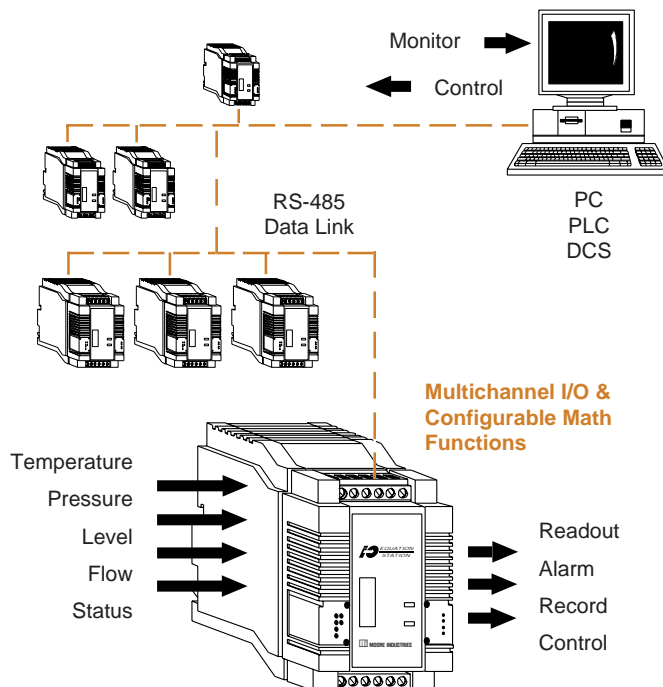 Monitor
Control
RS-485
Data Link
PC
PLC
DCS
Multichannel I/O &
Configurable Math
Functions
Temperature
Pressure
Level
Flow
Status
EQUATION
STATION
MOORE INDUSTRIES
Readout
Alarm
Record
Control